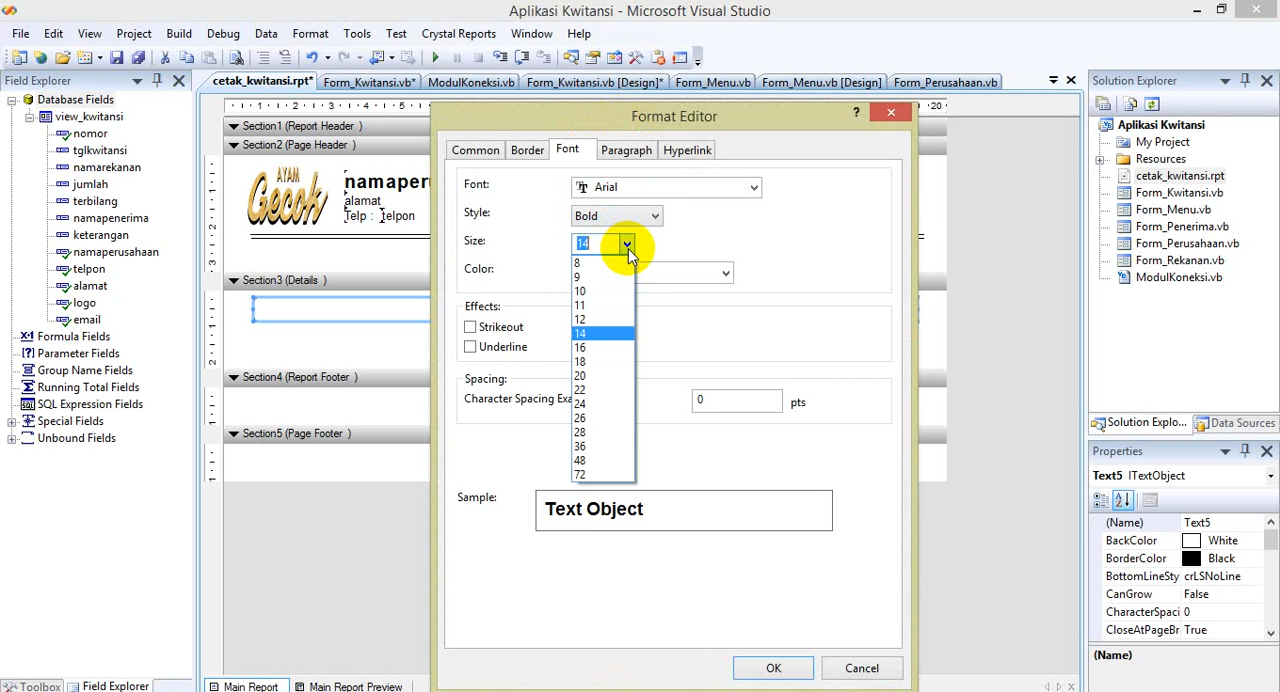 Aplikasi Kwitansi - Microsoft Visual Studio
File Edit View Project Build Debug Data Format Tools Test Crystal Reports Window Help
Field Explorer
Database Fields
view_kwitansi
nomor
tglkwitansi
namarekanan
jumlah
terbilang
namapenerima
keterangan
namaperusahaan
telpon
alamat
logo
email
Formula Fields
Parameter Fields
Group Name Fields
Running Total Fields
SQL Expression Fields
Special Fields
Unbound Fields
Toolbox Field Explorer
cetak_kwitansi.rpt* Form_Kwitansi.vb* ModulKoneksi.vb Form_Kwitansi.vb [Design]* Form_Menu.vb Form_Menu.vb [Design] Form_Perusahaan.vb
Section1 (Report Header )
Section2 (Page Header )
AYAM
Gecok
namaperu
alamat
Telp : telpon
Section3 (Details )
Section4 (Report Footer )
Section5 (Page Footer )
Main Report Main Report Preview
Format Editor
Common Border Font Paragraph Hyperlink
Font: Arial
Style: Bold
Size: 14
8
9
10
11
12
14
16
18
20
22
24
26
28
36
48
72
Color:
Effects:
Strikeout
Underline
Spacing:
Character Spacing Exa 0 pts
Sample: Text Object
OK Cancel
Solution Explorer
Aplikasi Kwitansi
My Project
Resources
cetak_kwitansi.rpt
Form_Kwitansi.vb
Form_Menu.vb
Form_Penerima.vb
Form_Perusahaan.vb
Form_Rekanan.vb
ModulKoneksi.vb
Solution Explo... Data Sources
Properties
Text5 ITextObject
(Name) Text5
BackColor White
BorderColor Black
BottomLineSty crLSNoLine
CanGrow False
CharacterSpaci 0
CloseAtPageBr True
(Name)